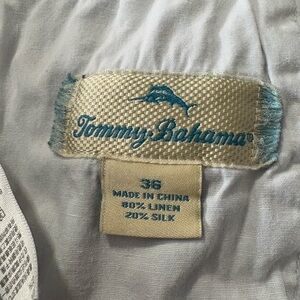 Tommy Bahama®
36
MADE IN CHINA
80% LINEN
20% SILK